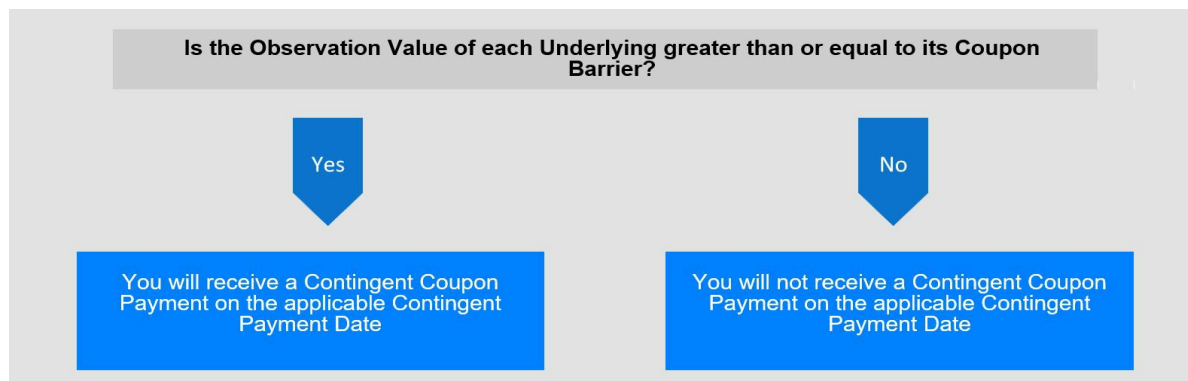 Is the Observation Value of each Underlying greater than or equal to its Coupon
Barrier?
Yes
No
You will receive a Contingent Coupon
Payment on the applicable Contingent
Payment Date
You will not receive a Contingent Coupon
Payment on the applicable Contingent
Payment Date